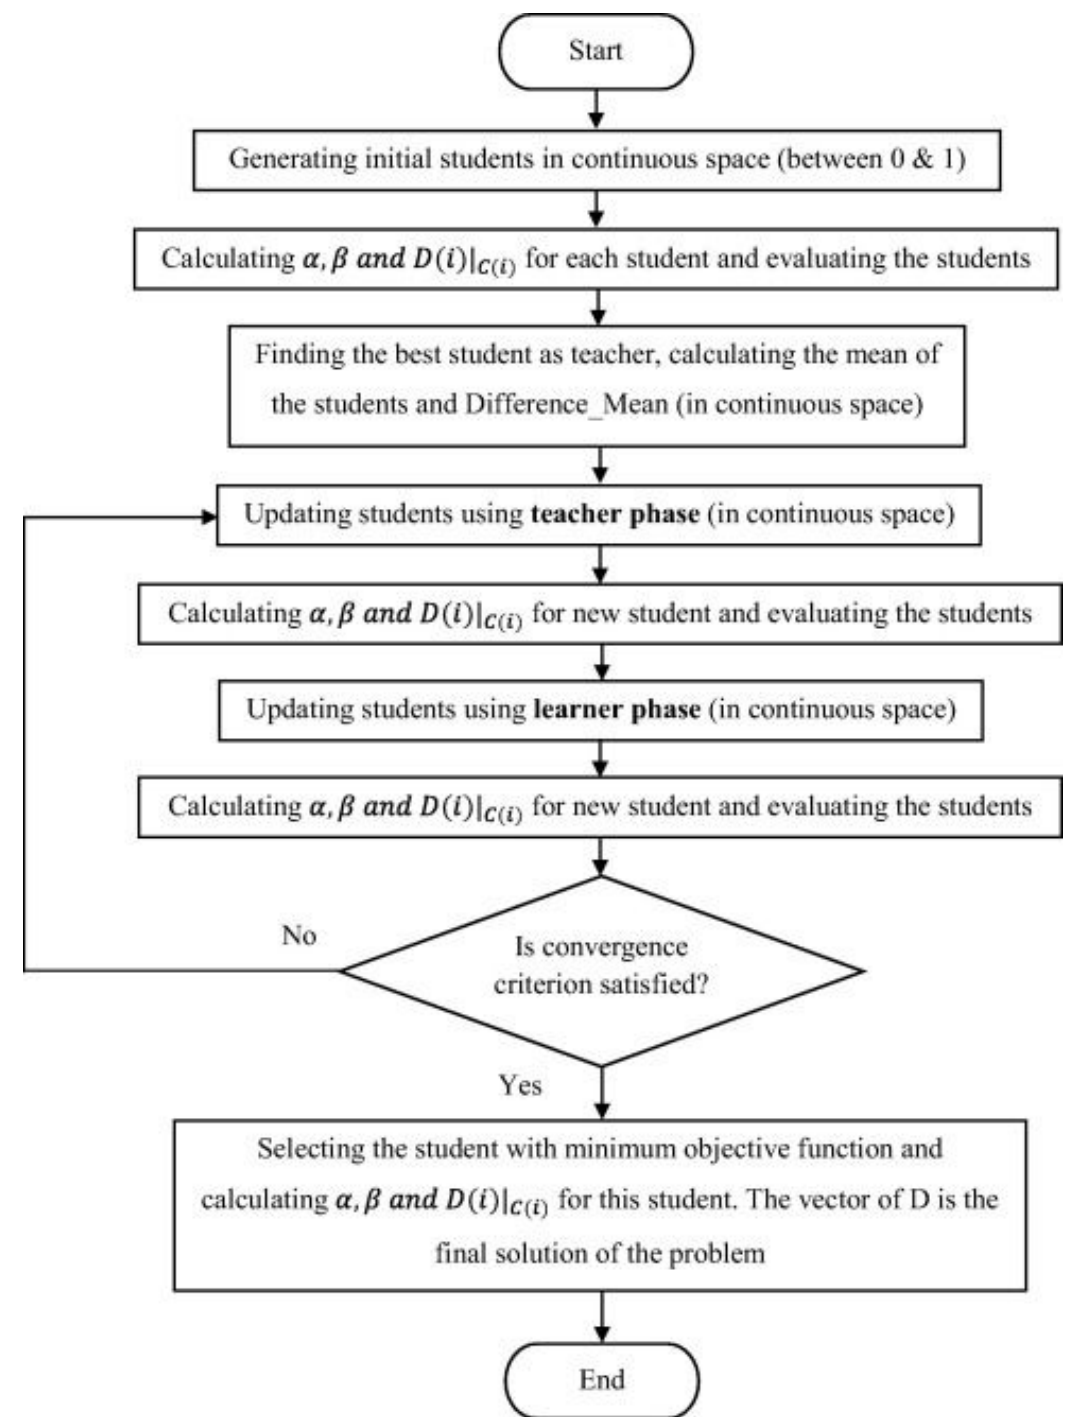 Start
Generating initial students in continuous space (between 0 & 1)
Calculating α, β and D(i)|C(i) for each student and evaluating the students
Finding the best student as teacher, calculating the mean of
the students and Difference_Mean (in continuous space)
Updating students using teacher phase (in continuous space)
Calculating α, β and D(i)|C(i) for new student and evaluating the students
Updating students using learner phase (in continuous space)
Calculating α, β and D(i)|C(i) for new student and evaluating the students
No
Is convergence
criterion satisfied?
Yes
Selecting the student with minimum objective function and
calculating α, β and D(i)|C(i) for this student. The vector of D is the
final solution of the problem
End